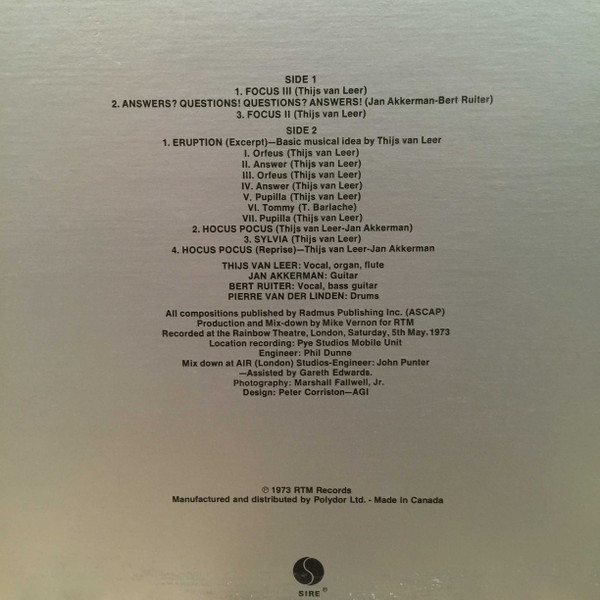 SIDE 1
1. FOCUS III (Thijs van Leer)
2. ANSWERS? QUESTIONS! QUESTIONS? ANSWERS! (Jan Akkerman-Bert Ruiter)
3. FOCUS II (Thijs van Leer)
SIDE 2
1. ERUPTION (Excerpt)—Basic musical idea by Thijs van Leer
I. Orfeus (Thijs van Leer)
II. Answer (Thijs van Leer)
III. Orfeus (Thijs van Leer)
IV. Answer (Thijs van Leer)
V. Pupilla (Thijs van Leer)
VI. Tommy (T. Barlache)
VII. Pupilla (Thijs van Leer)
2. HOCUS POCUS (Thijs van Leer-Jan Akkerman)
3. SYLVIA (Thijs van Leer)
4. HOCUS POCUS (Reprise)—Thijs van Leer-Jan Akkerman
THIJS VAN LEER: Vocal, organ, flute
JAN AKKERMAN: Guitar
BERT RUITER: Vocal, bass guitar
PIERRE VAN DER LINDEN: Drums
All compositions published by Radmus Publishing Inc. (ASCAP)
Production and Mix-down by Mike Vernon for RTM
Recorded at the Rainbow Theatre, London, Saturday, 5th May. 1973
Location recording: Pye Studios Mobile Unit
Engineer: Phil Dunne
Mix down at AIR (London) Studios-Engineer: John Punter
—Assisted by Gareth Edwards.
Photography: Marshall Fallwell, Jr.
Design: Peter Corriston—AGI
℗ 1973 RTM Records
Manufactured and distributed by Polydor Ltd. - Made in Canada
SIRE ®